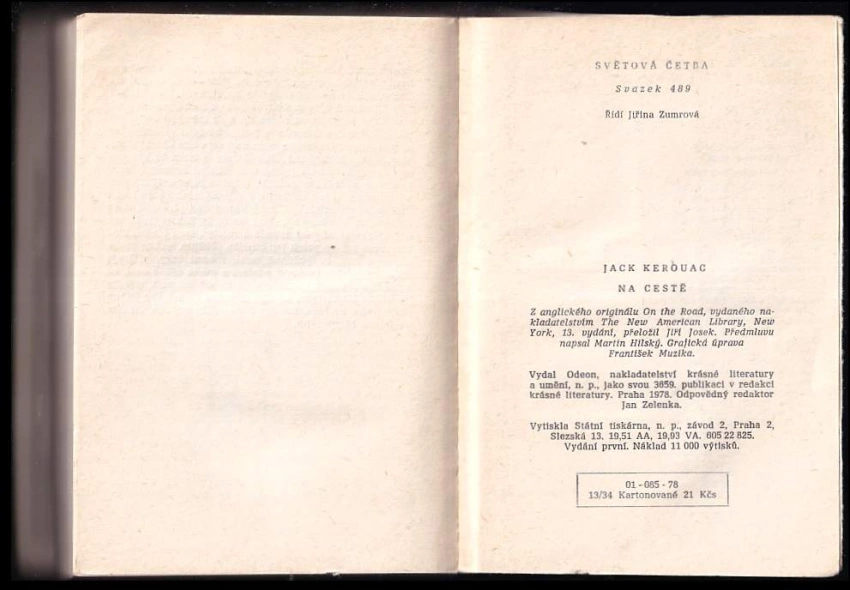 SVĚTOVÁ ČETBA
Svazek 489
Řídí Jiřina Zumrová
JACK KEROUAC
NA CESTĚ
Z anglického originálu On the Road, vydaného na-
kladatelstvím The New American Library, New
York, 13. vydání, přeložil Jiří Josek. Předmluvu
napsal Martin Hilský. Grafická úprava
František Muzika.
Vydal Odeon, nakladatelství krásné literatury
a umění, n. p., jako svou 3659. publikaci v redakci
krásné literatury. Praha 1978. Odpovědný redaktor
Jan Zelenka.
Vytiskla Státní tiskárna, n. p., závod 2, Praha 2,
Slezská 13. 19,51 AA, 19,93 VA. 605 22 825.
Vydání první. Náklad 11 000 výtisků.
01 - 085 - 78
13/34 Kartonované 21 Kčs